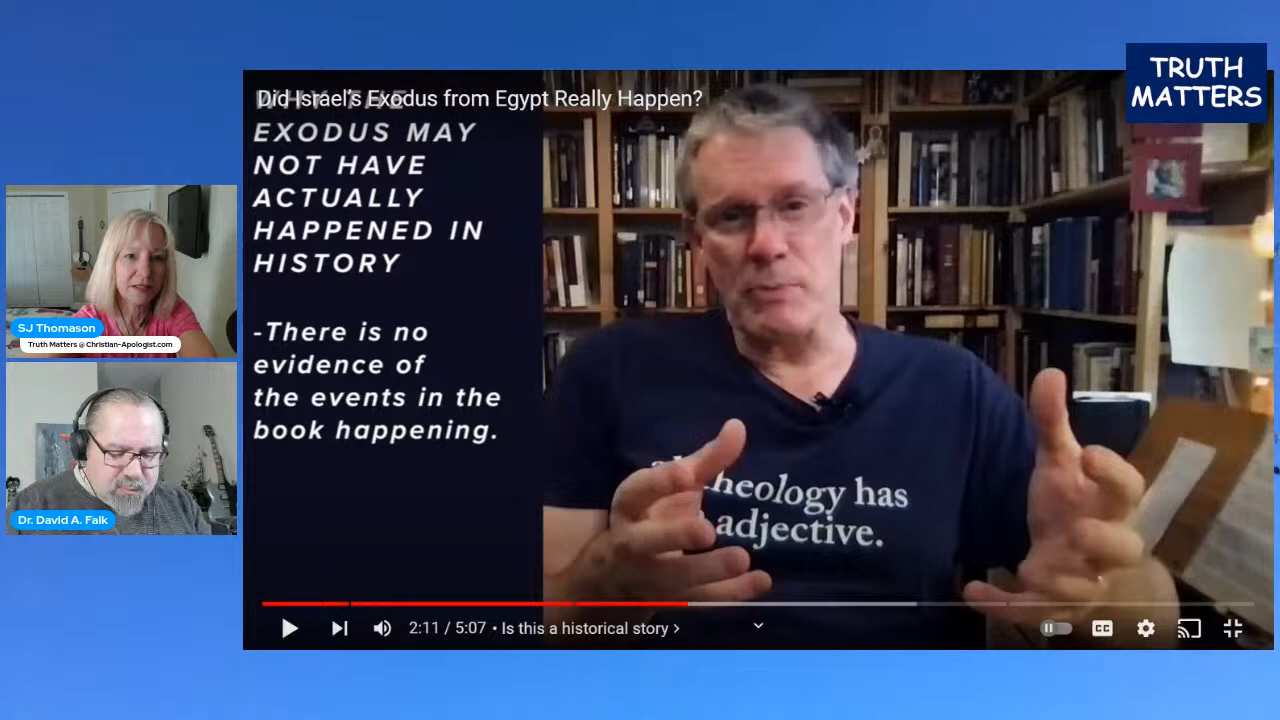 TRUTH
MATTERS
Did Israel's Exodus from Egypt Really Happen?
EXODUS MAY
NOT HAVE
ACTUALLY
HAPPENED IN
HISTORY
-There is no
evidence of
the events in the
book happening.
theology has
adjective.
SJ Thomason
Truth Matters @ Christian-Apologist.com
Dr. David A. Falk
2:11 / 5:07 • Is this a historical story ›
CC